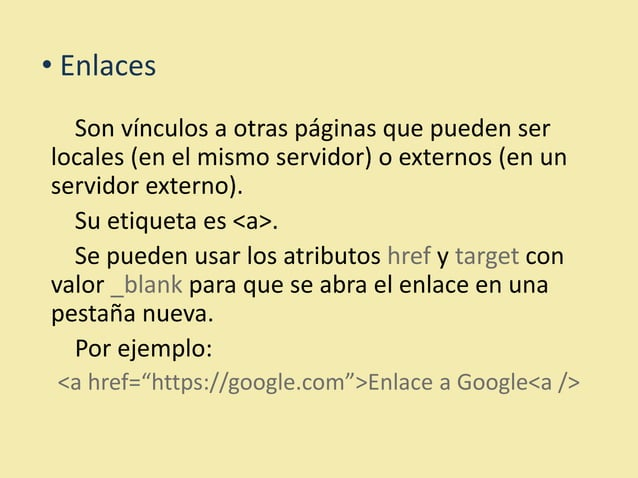 • Enlaces
Son vínculos a otras páginas que pueden ser
locales (en el mismo servidor) o externos (en un
servidor externo).
Su etiqueta es <a>.
Se pueden usar los atributos href y target con
valor _blank para que se abra el enlace en una
pestaña nueva.
Por ejemplo:
<a href=“https://google.com”>Enlace a Google<a />